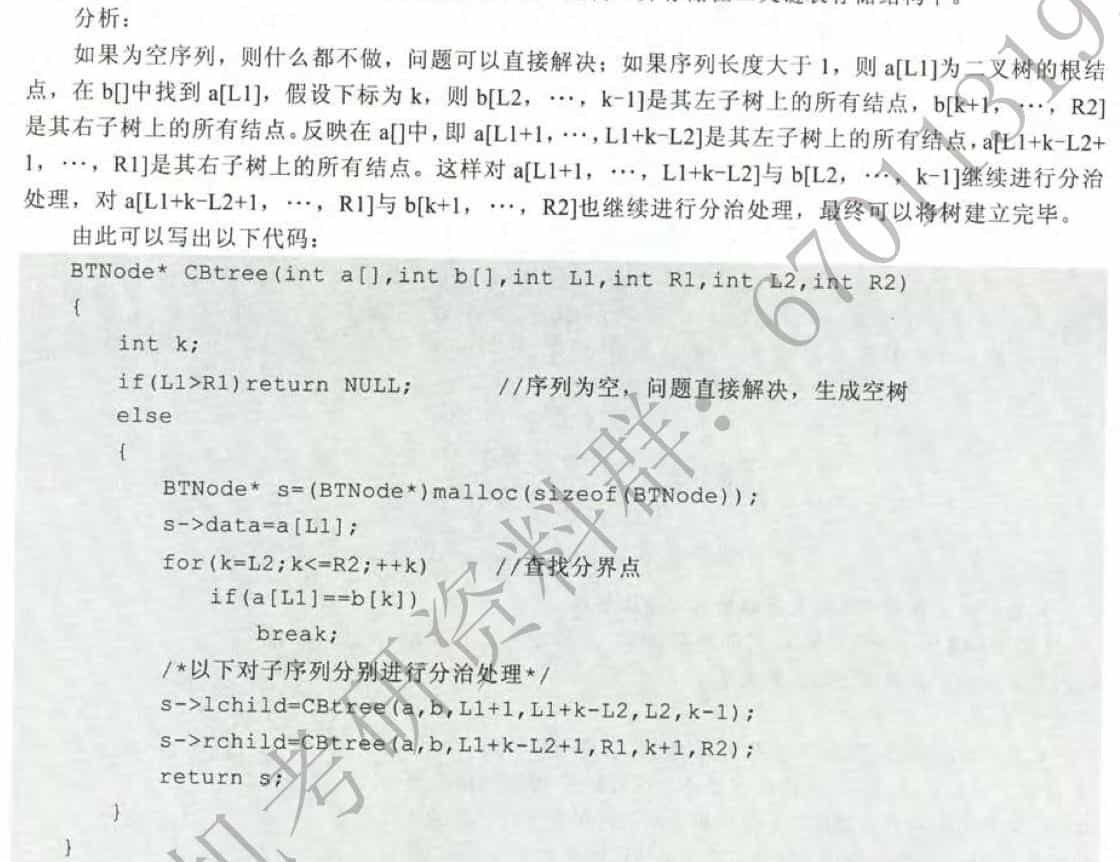 分析：
如果为空序列，则什么都不做，问题可以直接解决；如果序列长度大于 1，则 a[L1]为二叉树的根结
点，在 b[]中找到 a[L1]，假设下标为 k，则 b[L2，…，k-1]是其左子树上的所有结点，b[k+1，…，R2]
是其右子树上的所有结点。反映在 a[]中，即 a[L1+1，…，L1+k-L2]是其左子树上的所有结点，a[L1+k-L2+
1，…，R1]是其右子树上的所有结点。这样对 a[L1+1，…，L1+k-L2]与 b[L2，…，k-1]继续进行分治
处理，对 a[L1+k-L2+1，…，R1]与 b[k+1，…，R2]也继续进行分治处理，最终可以将树建立完毕。
由此可以写出以下代码：
BTNode* CBtree(int a[],int b[],int L1,int R1,int L2,int R2)
{
int k;
if(L1>R1)return NULL; //序列为空，问题直接解决，生成空树
else
{
BTNode* s=(BTNode*)malloc(sizeof(BTNode));
s->data=a[L1];
for(k=L2;k<=R2;++k) //查找分界点
if(a[L1]==b[k])
break;
/*以下对子序列分别进行分治处理*/
s->lchild=CBtree(a,b,L1+1,L1+k-L2,L2,k-1);
s->rchild=CBtree(a,b,L1+k-L2+1,R1,k+1,R2);
return s;
}
}
机考研资料群：67011319